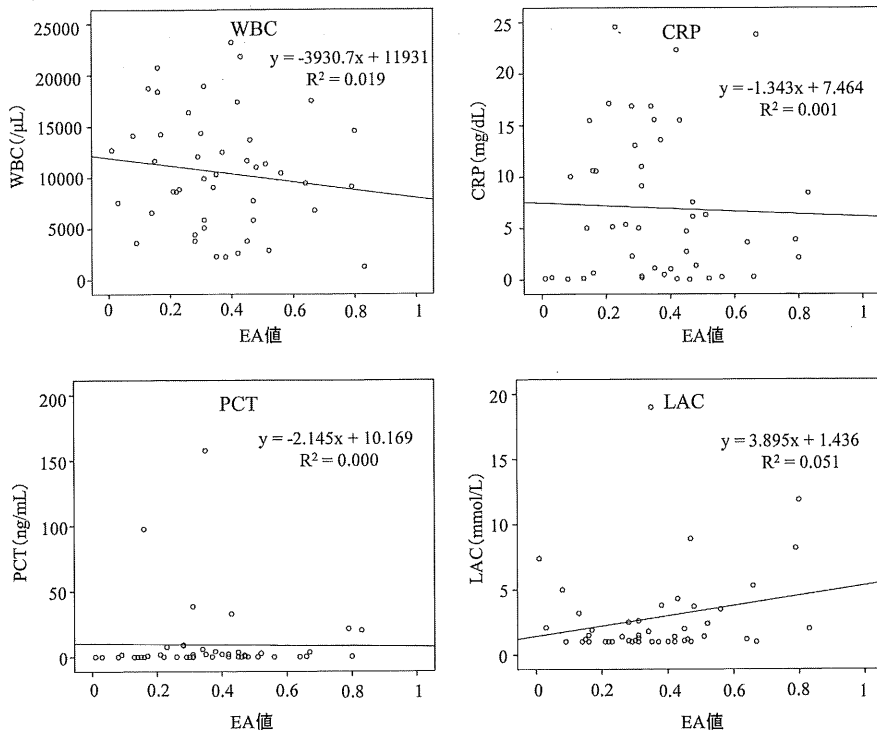 WBC
y = -3930.7x + 11931
R² = 0.019
25000
20000
15000
10000
5000
0
WBC(/μL)
0 0.2 0.4 0.6 0.8 1
EA値
CRP
y = -1.343x + 7.464
R² = 0.001
25
20
15
10
5
0
CRP(mg/dL)
0 0.2 0.4 0.6 0.8 1
EA値
PCT
y = -2.145x + 10.169
R² = 0.000
200
150
100
50
0
PCT(ng/mL)
0 0.2 0.4 0.6 0.8 1
EA値
LAC
y = 3.895x + 1.436
R² = 0.051
20
15
10
5
0
LAC(mmol/L)
0 0.2 0.4 0.6 0.8 1
EA値